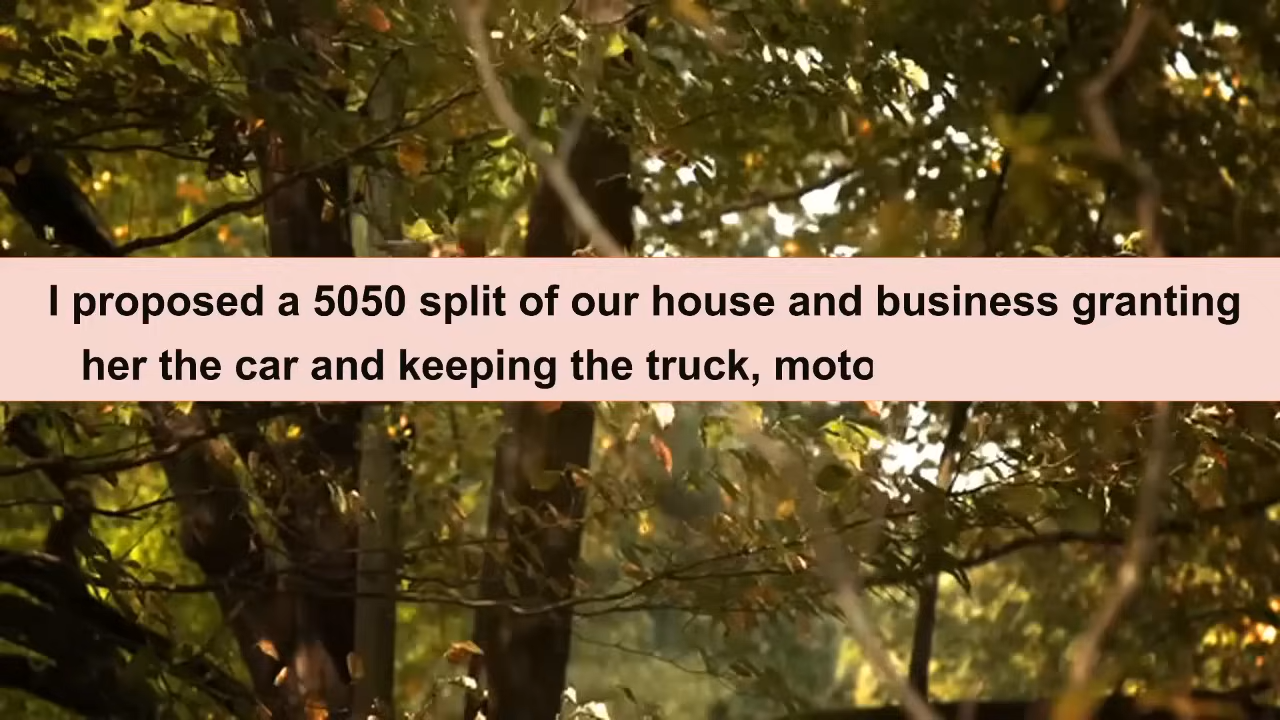 I proposed a 5050 split of our house and business granting
her the car and keeping the truck, moto